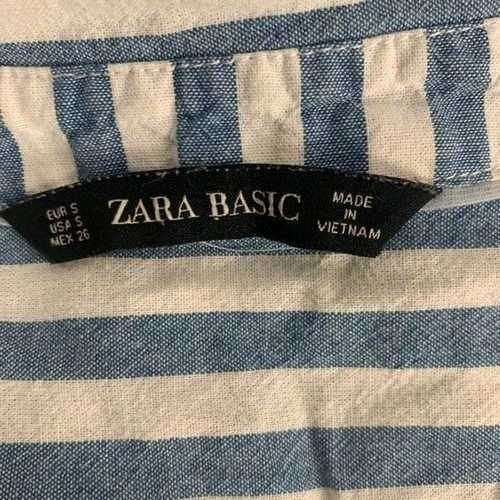 EUR S
USA S
MEX 26
ZARA BASIC
MADE
IN
VIETNAM